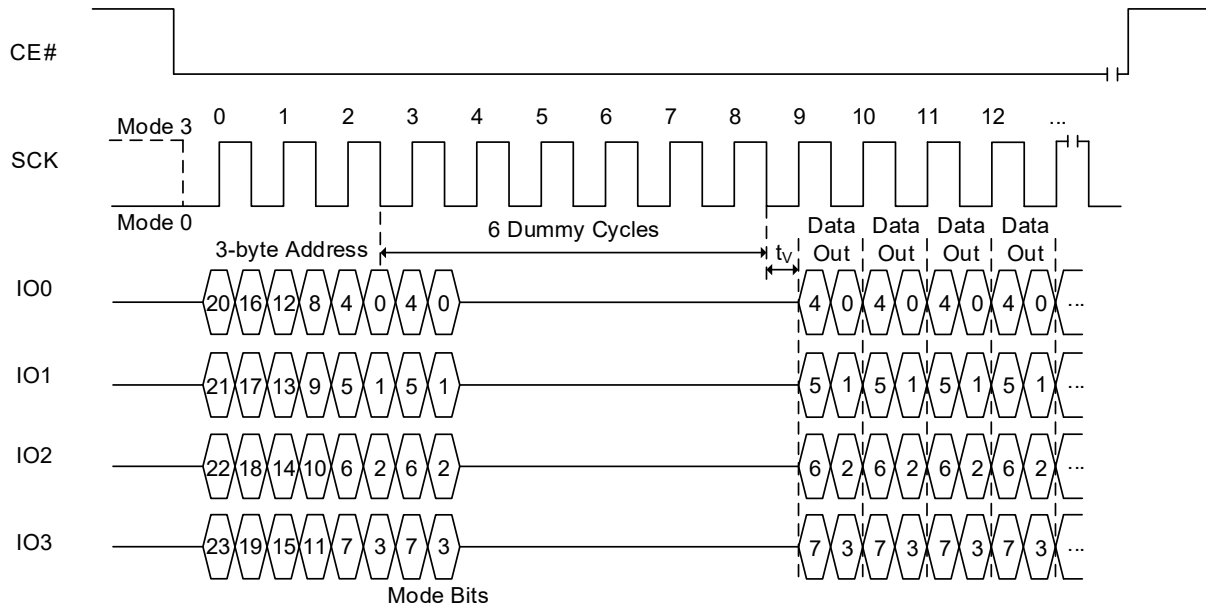 CE#
0 1 2 3 4 5 6 7 8 9 10 11 12 ...
Mode 3
SCK
Mode 0
6 Dummy Cycles
3-byte Address
tV
Data Out Data Out Data Out Data Out
IO0 20 16 12 8 4 0 4 0 4 0 4 0 4 0 4 0 ...
IO1 21 17 13 9 5 1 5 1 5 1 5 1 5 1 5 1 ...
IO2 22 18 14 10 6 2 6 2 6 2 6 2 6 2 6 2 ...
IO3 23 19 15 11 7 3 7 3 7 3 7 3 7 3 7 3 ...
Mode Bits